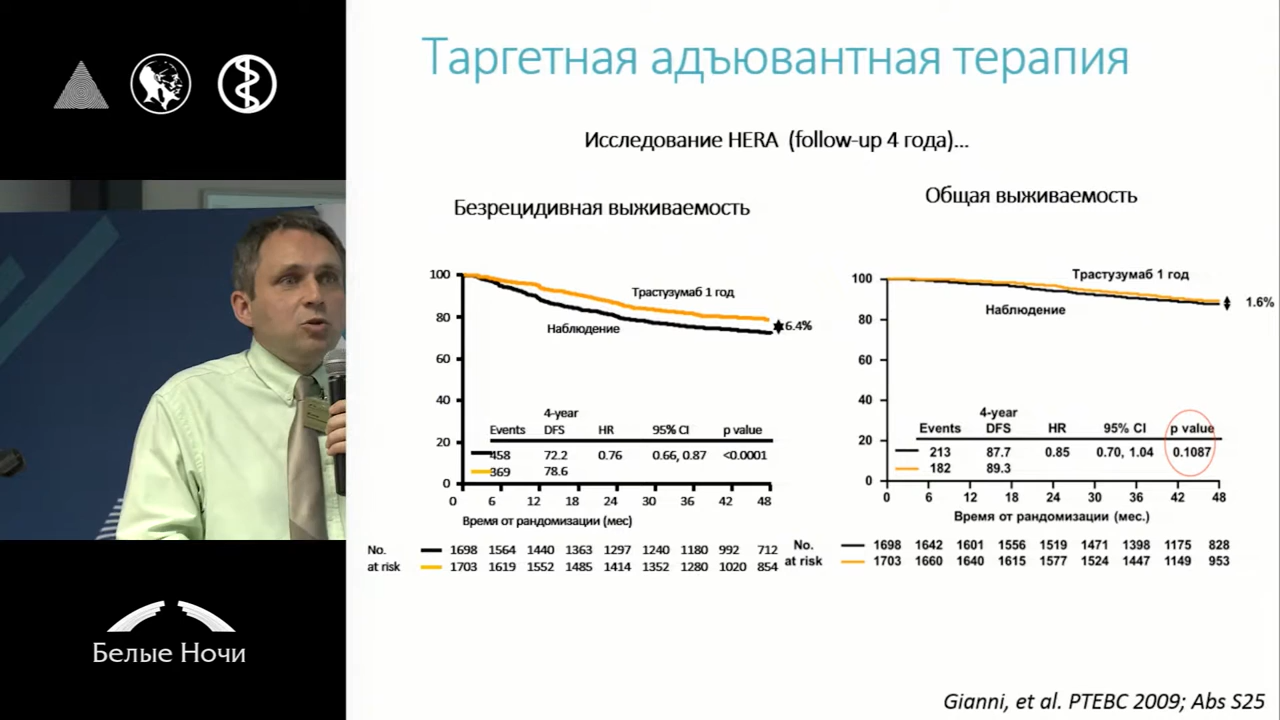 Таргетная адъювантная терапия
Исследование HERA (follow-up 4 года)...
Безрецидивная выживаемость
100
80
60
40
20
0
Трастузумаб 1 год
Наблюдение
6.4%
4-year
Events DFS HR 95% CI p value
458 72.2 0.76 0.66, 0.87 <0.0001
369 78.6
0 6 12 18 24 30 36 42 48
Время от рандомизации (мес)
No. 1698 1564 1440 1363 1297 1240 1180 992 712
at risk 1703 1619 1552 1485 1414 1352 1280 1020 854
Общая выживаемость
100
80
60
40
20
0
Трастузумаб 1 год
Наблюдение
1.6%
4-year
Events DFS HR 95% CI p value
213 87.7 0.85 0.70, 1.04 0.1087
182 89.3
0 6 12 18 24 30 36 42 48
Время от рандомизации (мес.)
No. 1698 1642 1601 1556 1519 1471 1398 1175 828
at risk 1703 1660 1640 1615 1577 1524 1447 1149 953
Gianni, et al. PTEBC 2009; Abs S25
Белые Ночи